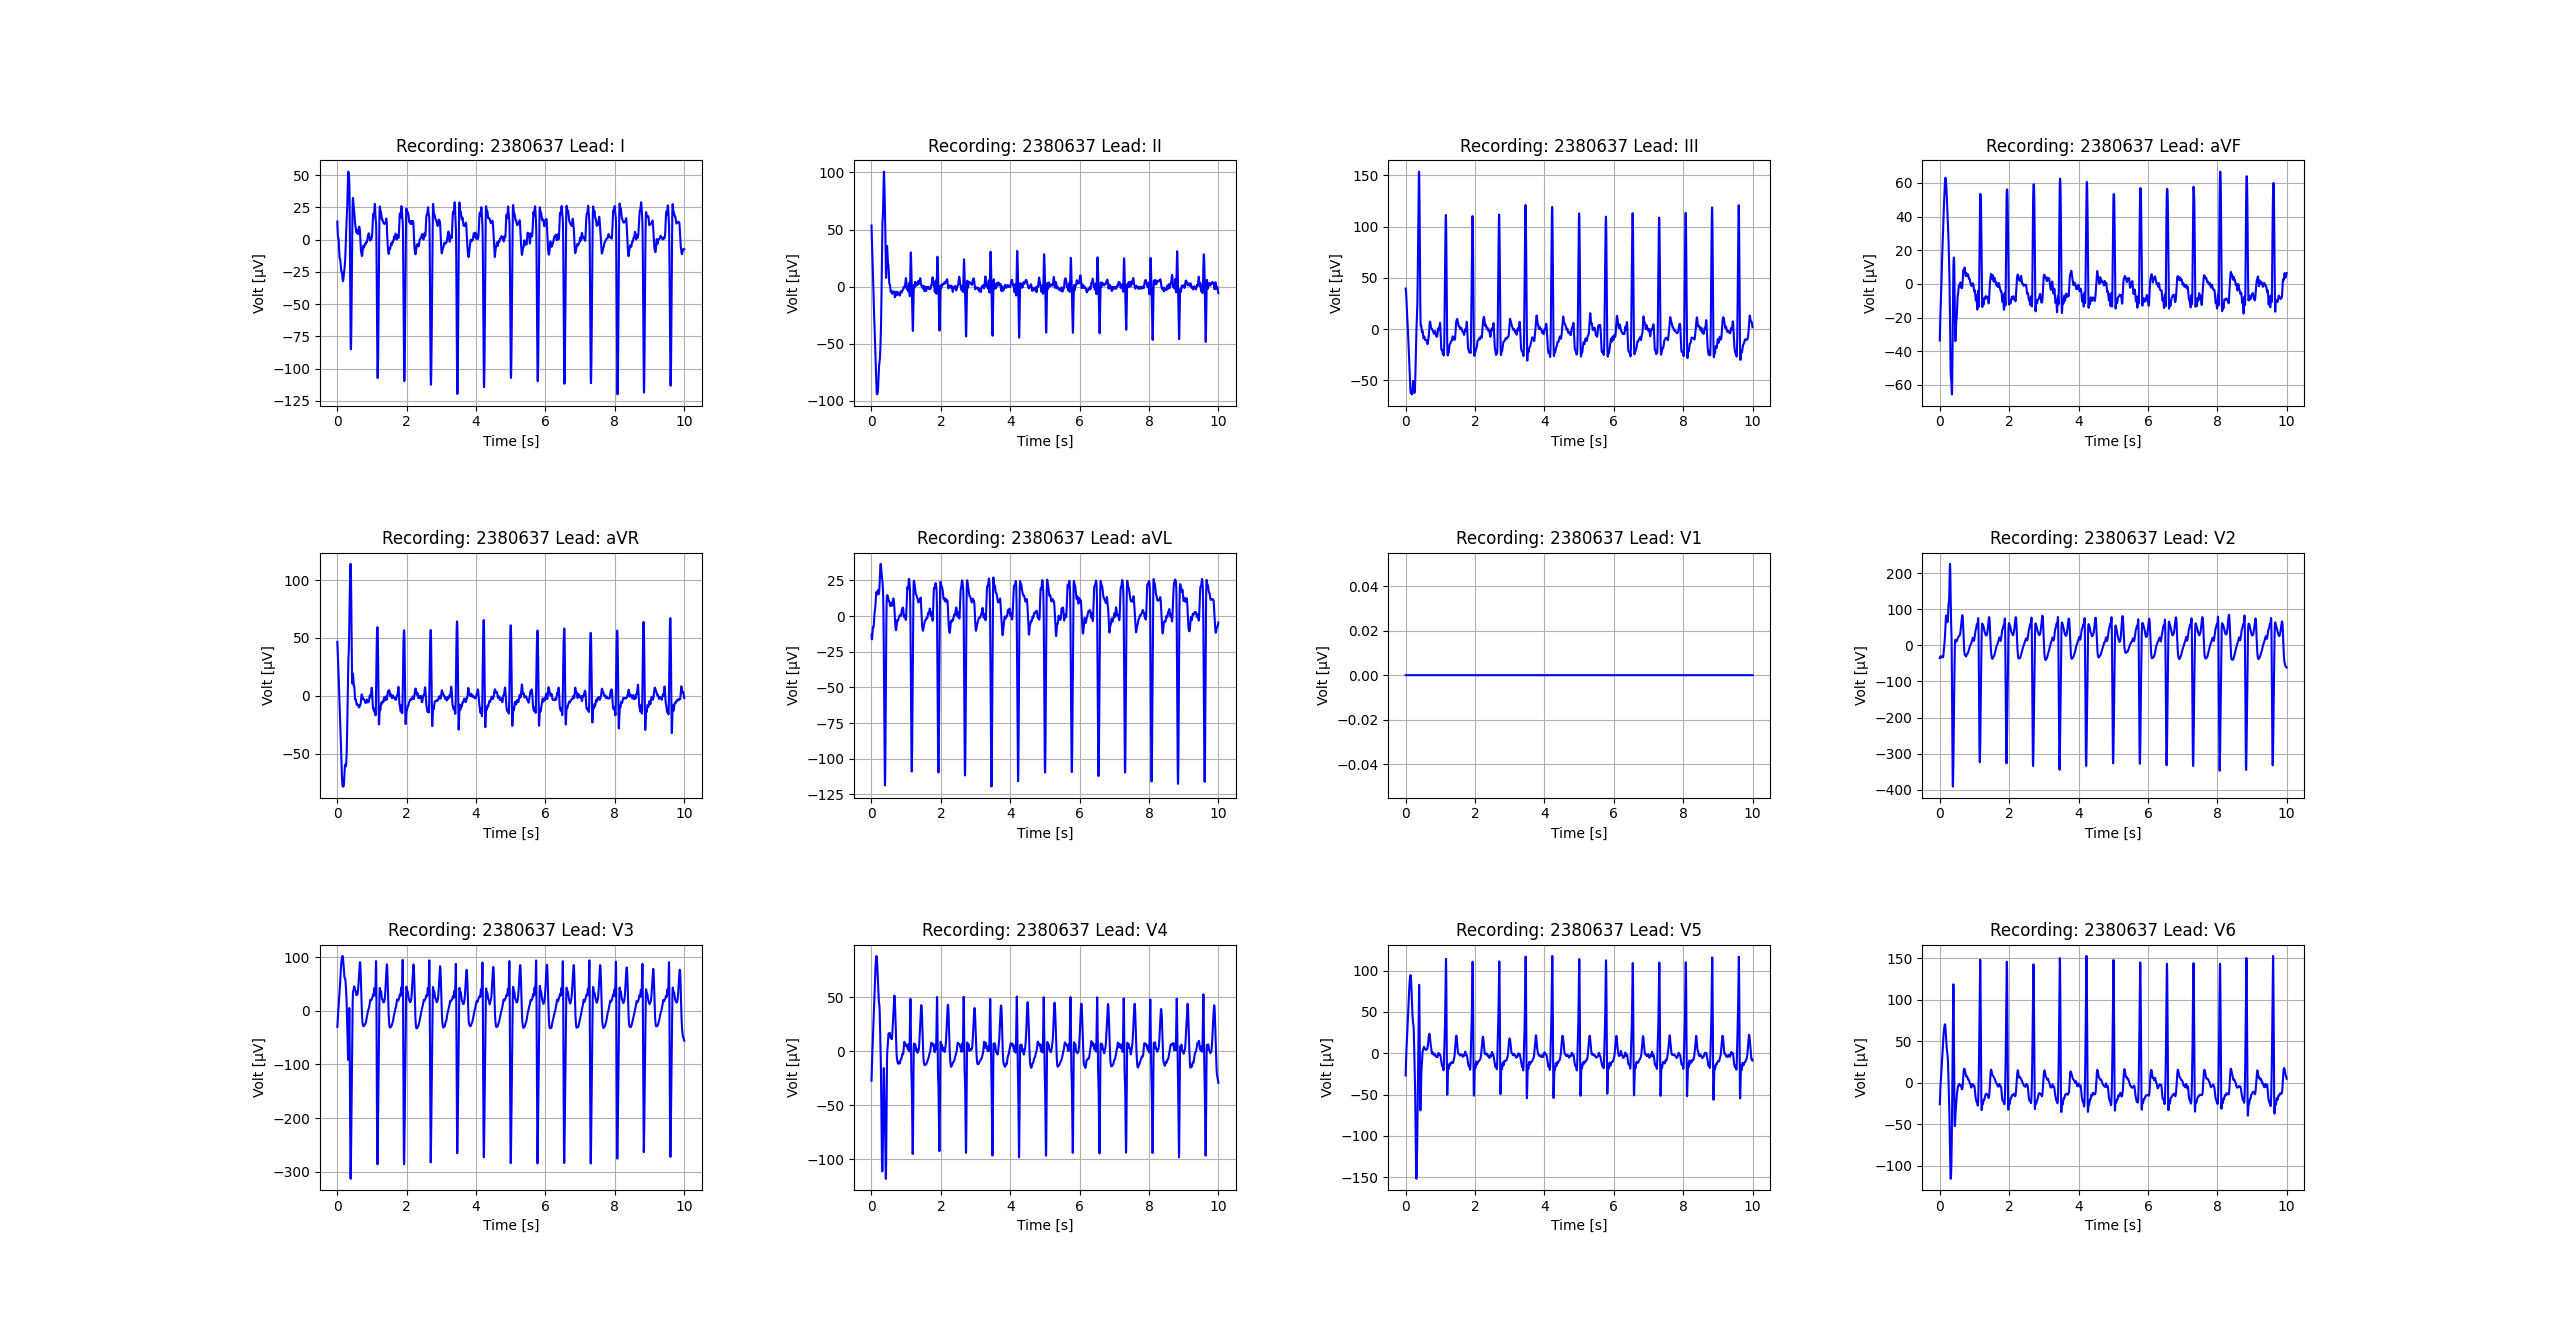 Recording: 2380637 Lead: I
50
25
0
−25
−50
−75
−100
−125
Volt [µV]
0 2 4 6 8 10
Time [s]
Recording: 2380637 Lead: II
100
50
0
−50
−100
Volt [µV]
0 2 4 6 8 10
Time [s]
Recording: 2380637 Lead: III
150
100
50
0
−50
Volt [µV]
0 2 4 6 8 10
Time [s]
Recording: 2380637 Lead: aVF
60
40
20
0
−20
−40
−60
Volt [µV]
0 2 4 6 8 10
Time [s]
Recording: 2380637 Lead: aVR
100
50
0
−50
Volt [µV]
0 2 4 6 8 10
Time [s]
Recording: 2380637 Lead: aVL
25
0
−25
−50
−75
−100
−125
Volt [µV]
0 2 4 6 8 10
Time [s]
Recording: 2380637 Lead: V1
0.04
0.02
0.00
−0.02
−0.04
Volt [µV]
0 2 4 6 8 10
Time [s]
Recording: 2380637 Lead: V2
200
100
0
−100
−200
−300
−400
Volt [µV]
0 2 4 6 8 10
Time [s]
Recording: 2380637 Lead: V3
100
0
−100
−200
−300
Volt [µV]
0 2 4 6 8 10
Time [s]
Recording: 2380637 Lead: V4
50
0
−50
−100
Volt [µV]
0 2 4 6 8 10
Time [s]
Recording: 2380637 Lead: V5
100
50
0
−50
−100
−150
Volt [µV]
0 2 4 6 8 10
Time [s]
Recording: 2380637 Lead: V6
150
100
50
0
−50
−100
Volt [µV]
0 2 4 6 8 10
Time [s]